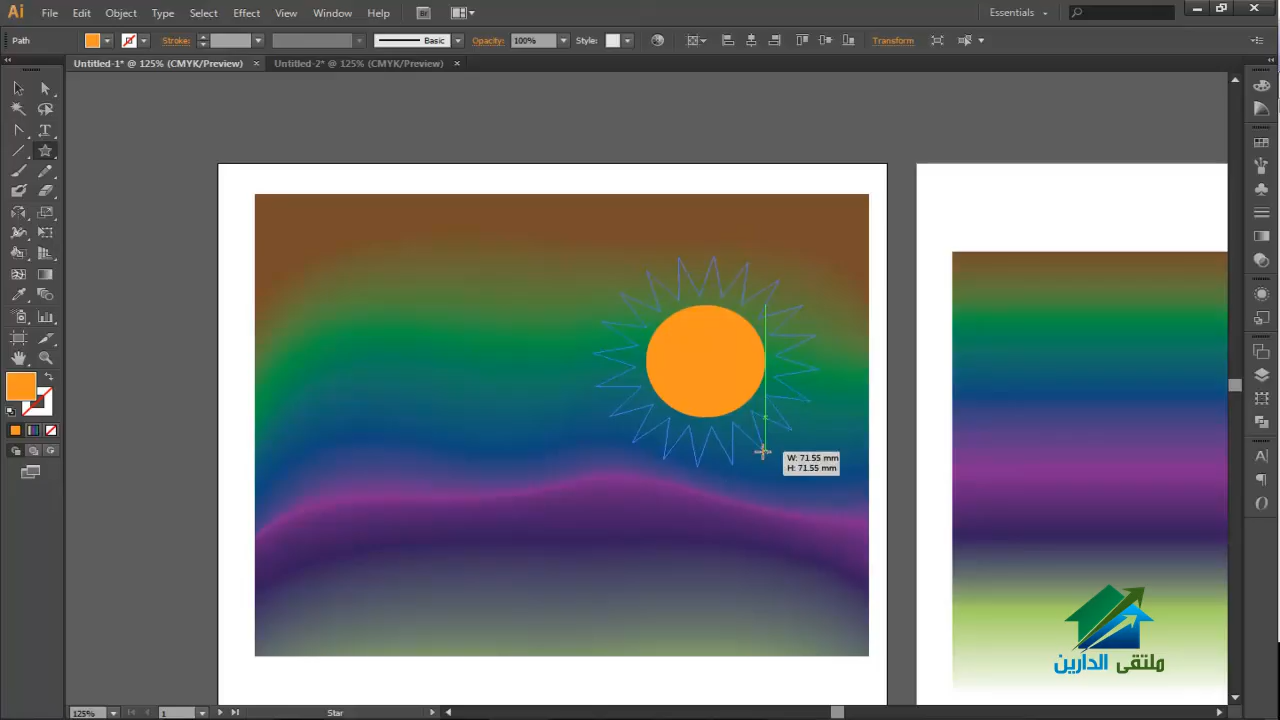 Ai File Edit Object Type Select Effect View Window Help Br Essentials
Path Stroke: Basic Opacity: 100% Style: Transform
Untitled-1* @ 125% (CMYK/Preview) × Untitled-2* @ 125% (CMYK/Preview) ×
W: 71.55 mm
H: 71.55 mm
ملتقى الدارين
125% 1 Star